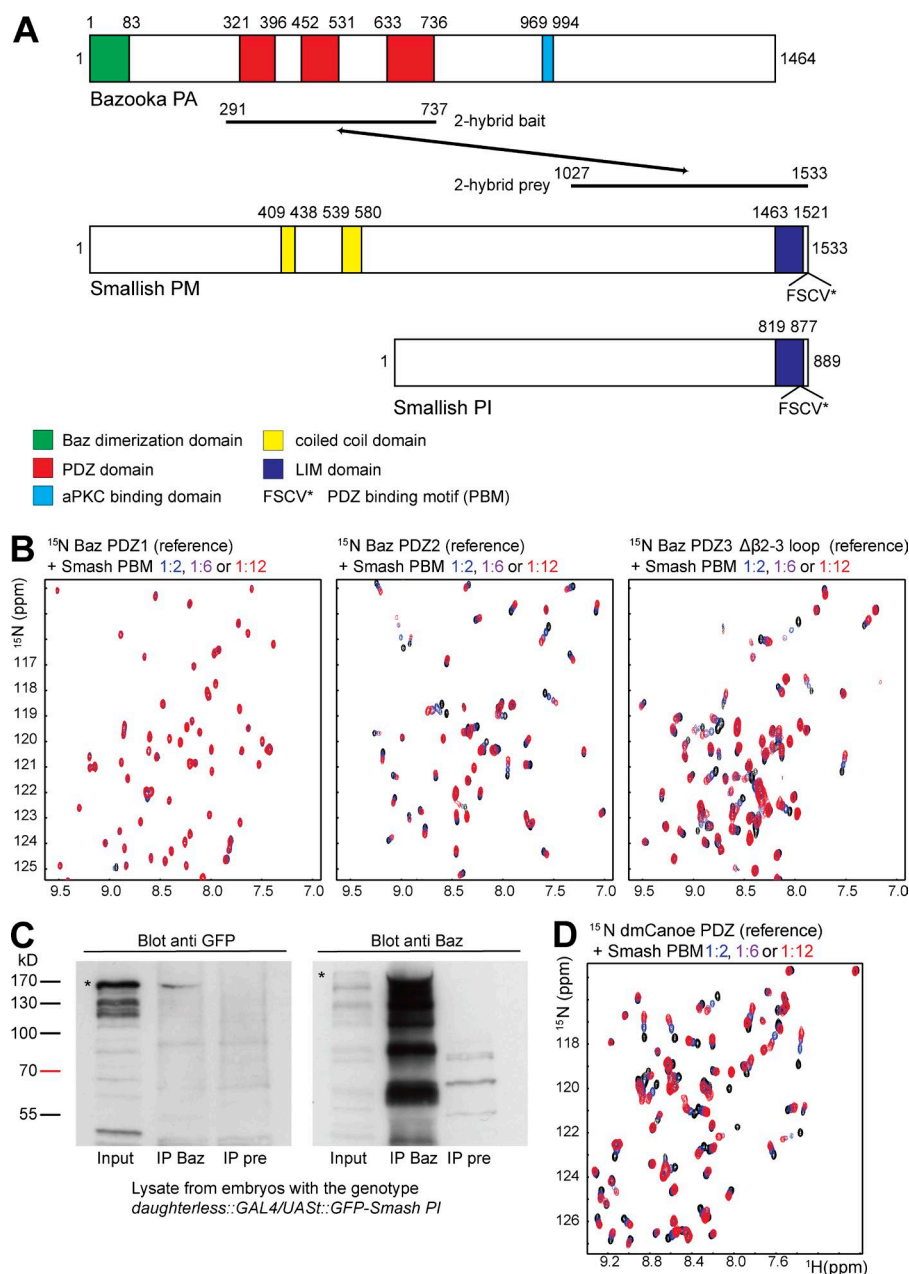 A
1 83 321 396 452 531 633 736 969 994
1 1464
Bazooka PA
291 737
2-hybrid bait
1027 1533
2-hybrid prey
409 438 539 580 1463 1521
1 1533
Smallish PM
FSCV*
819 877
1 889
Smallish PI
FSCV*
Baz dimerization domain
coiled coil domain
PDZ domain
LIM domain
aPKC binding domain
FSCV* PDZ binding motif (PBM)
B
¹⁵N Baz PDZ1 (reference)
+ Smash PBM 1:2, 1:6 or 1:12
¹⁵N Baz PDZ2 (reference)
+ Smash PBM 1:2, 1:6 or 1:12
¹⁵N Baz PDZ3 Δβ2-3 loop (reference)
+ Smash PBM 1:2, 1:6 or 1:12
¹⁵N (ppm)
117
118
119
120
121
122
123
124
125
9.5 9.0 8.5 8.0 7.5 7.0
9.5 9.0 8.5 8.0 7.5 7.0
9.5 9.0 8.5 8.0 7.5 7.0
C
Blot anti GFP
Blot anti Baz
kD
170
130
100
70
55
*
*
Input IP Baz IP pre
Input IP Baz IP pre
Lysate from embryos with the genotype
daughterless::GAL4/UASt::GFP-Smash PI
D
¹⁵N dmCanoe PDZ (reference)
+ Smash PBM 1:2, 1:6 or 1:12
¹⁵N (ppm)
118
120
122
124
126
9.2 8.8 8.4 8.0 7.6
¹H(ppm)